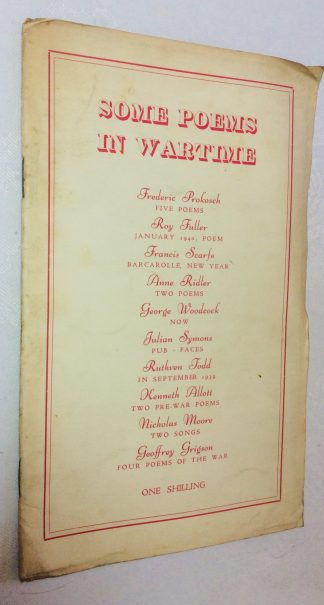 SOME POEMS
IN WARTIME
Frederic Prokosch
FIVE POEMS
Roy Fuller
JANUARY 1940, POEM
Francis Scarfe
BARCAROLLE, NEW YEAR
Anne Ridler
TWO POEMS
George Woodcock
NOW
Julian Symons
PUB - FACES
Ruthven Todd
IN SEPTEMBER 1939
Kenneth Allott
TWO PRE-WAR POEMS
Nicholas Moore
TWO SONGS
Geoffrey Grigson
FOUR POEMS OF THE WAR
ONE SHILLING